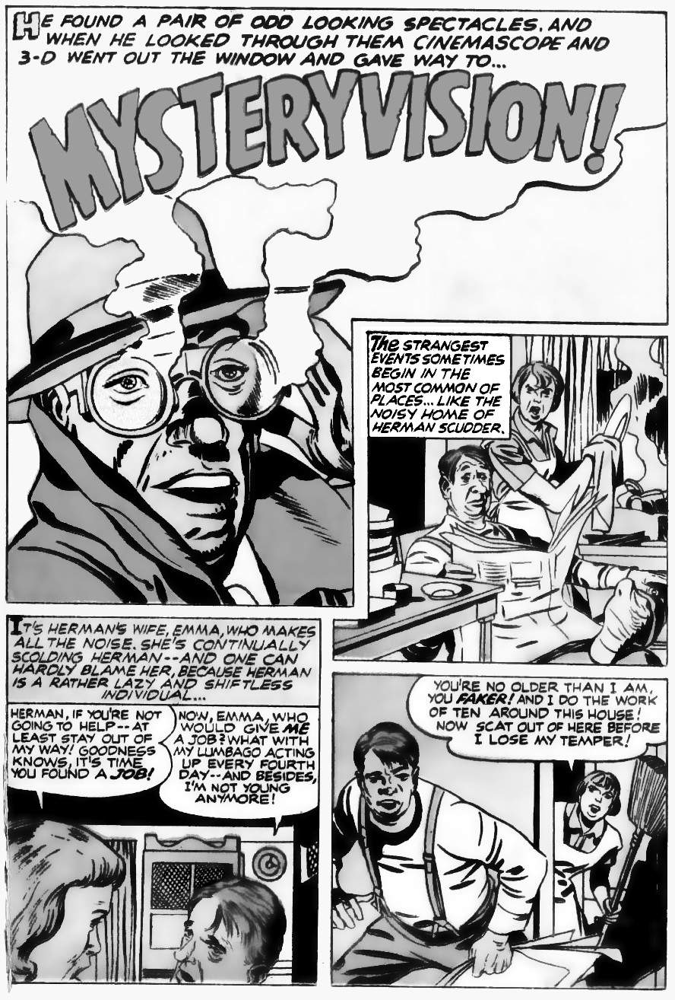 HE FOUND A PAIR OF ODD LOOKING SPECTACLES, AND
WHEN HE LOOKED THROUGH THEM CINEMASCOPE AND
3-D WENT OUT THE WINDOW AND GAVE WAY TO...
MYSTERYVISION!
THE STRANGEST
EVENTS SOMETIMES
BEGIN IN THE
MOST COMMON OF
PLACES... LIKE THE
NOISY HOME OF
HERMAN SCUDDER.
IT'S HERMAN'S WIFE, EMMA, WHO MAKES
ALL THE NOISE. SHE'S CONTINUALLY
SCOLDING HERMAN--AND ONE CAN
HARDLY BLAME HER, BECAUSE HERMAN
IS A RATHER LAZY AND SHIFTLESS
INDIVIDUAL...
HERMAN, IF YOU'RE NOT
GOING TO HELP--AT
LEAST STAY OUT OF
MY WAY! GOODNESS
KNOWS, IT'S TIME
YOU FOUND A JOB!
NOW, EMMA, WHO
WOULD GIVE ME
A JOB? WHAT WITH
MY LUMBAGO ACTING
UP EVERY FOURTH
DAY--AND BESIDES,
I'M NOT YOUNG
ANYMORE!
YOU'RE NO OLDER THAN I AM,
YOU FAKER! AND I DO THE WORK
OF TEN AROUND THIS HOUSE!
NOW SCAT OUT OF HERE BEFORE
I LOSE MY TEMPER!